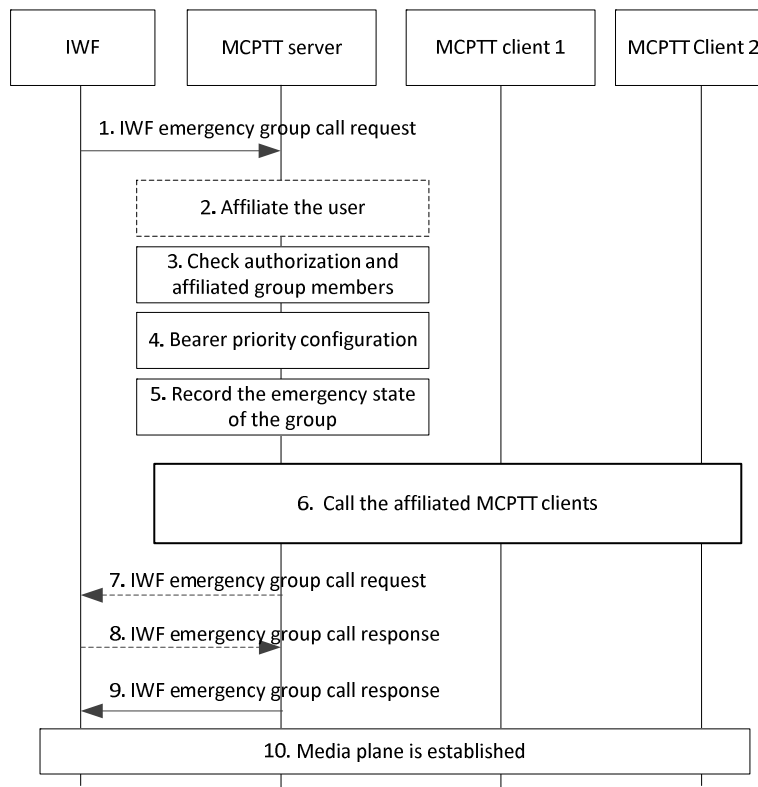 IWF
MCPTT server
MCPTT client 1
MCPTT Client 2
1. IWF emergency group call request
2. Affiliate the user
3. Check authorization and
affiliated group members
4. Bearer priority configuration
5. Record the emergency state
of the group
6. Call the affiliated MCPTT clients
7. IWF emergency group call request
8. IWF emergency group call response
9. IWF emergency group call response
10. Media plane is established